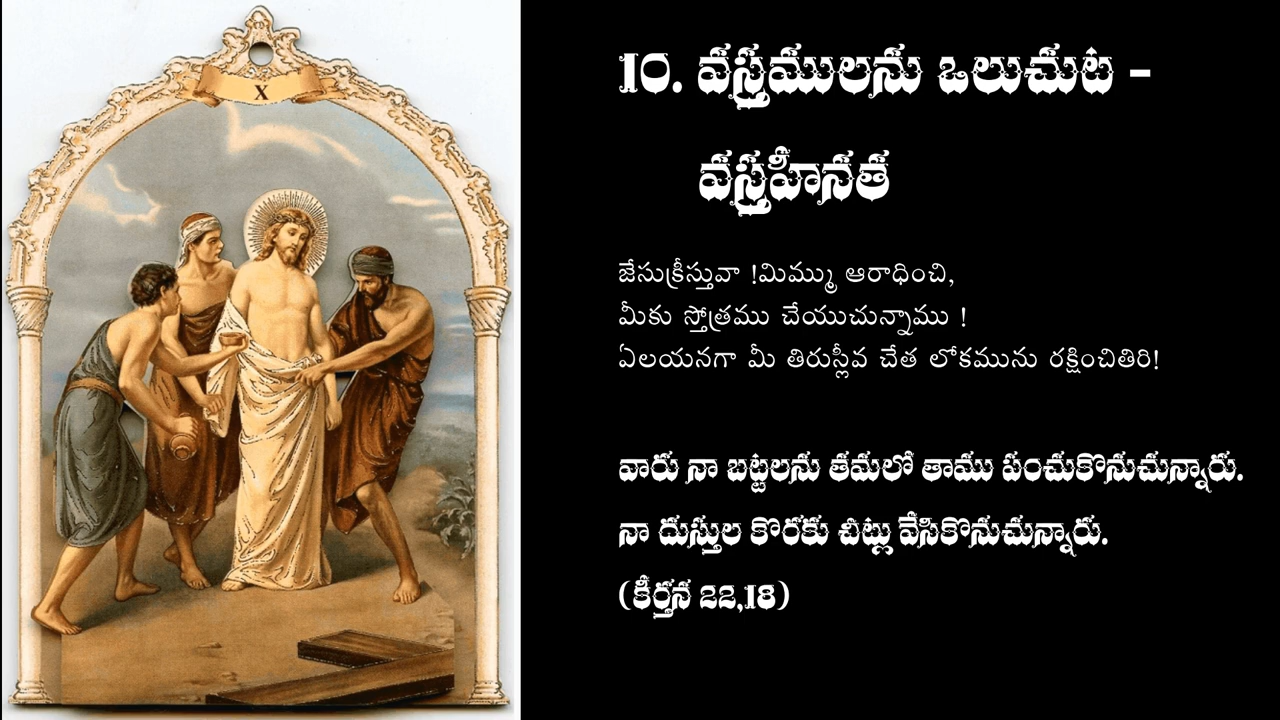 X
10. వస్త్రములను ఒలుచుట -
వస్త్రహీనత
జేసుక్రీస్తువా !మిమ్ము ఆరాధించి,
మీకు స్తోత్రము చేయుచున్నాము !
ఏలయనగా మీ తిరుస్లీవ చేత లోకమును రక్షించితిరి!
వారు నా బట్టలను తమలో తాము పంచుకొనుచున్నారు.
నా దుస్తుల కొరకు చిట్లు వేసికొనుచున్నారు.
(కీర్తన 22,18)